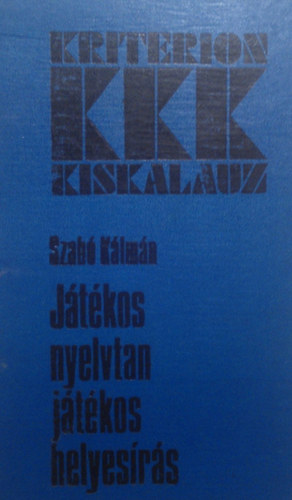 KRITERION
KKK
KISKALAUZ
Szabó Kálmán
Játékos
nyelvtan
játékos
helyesírás